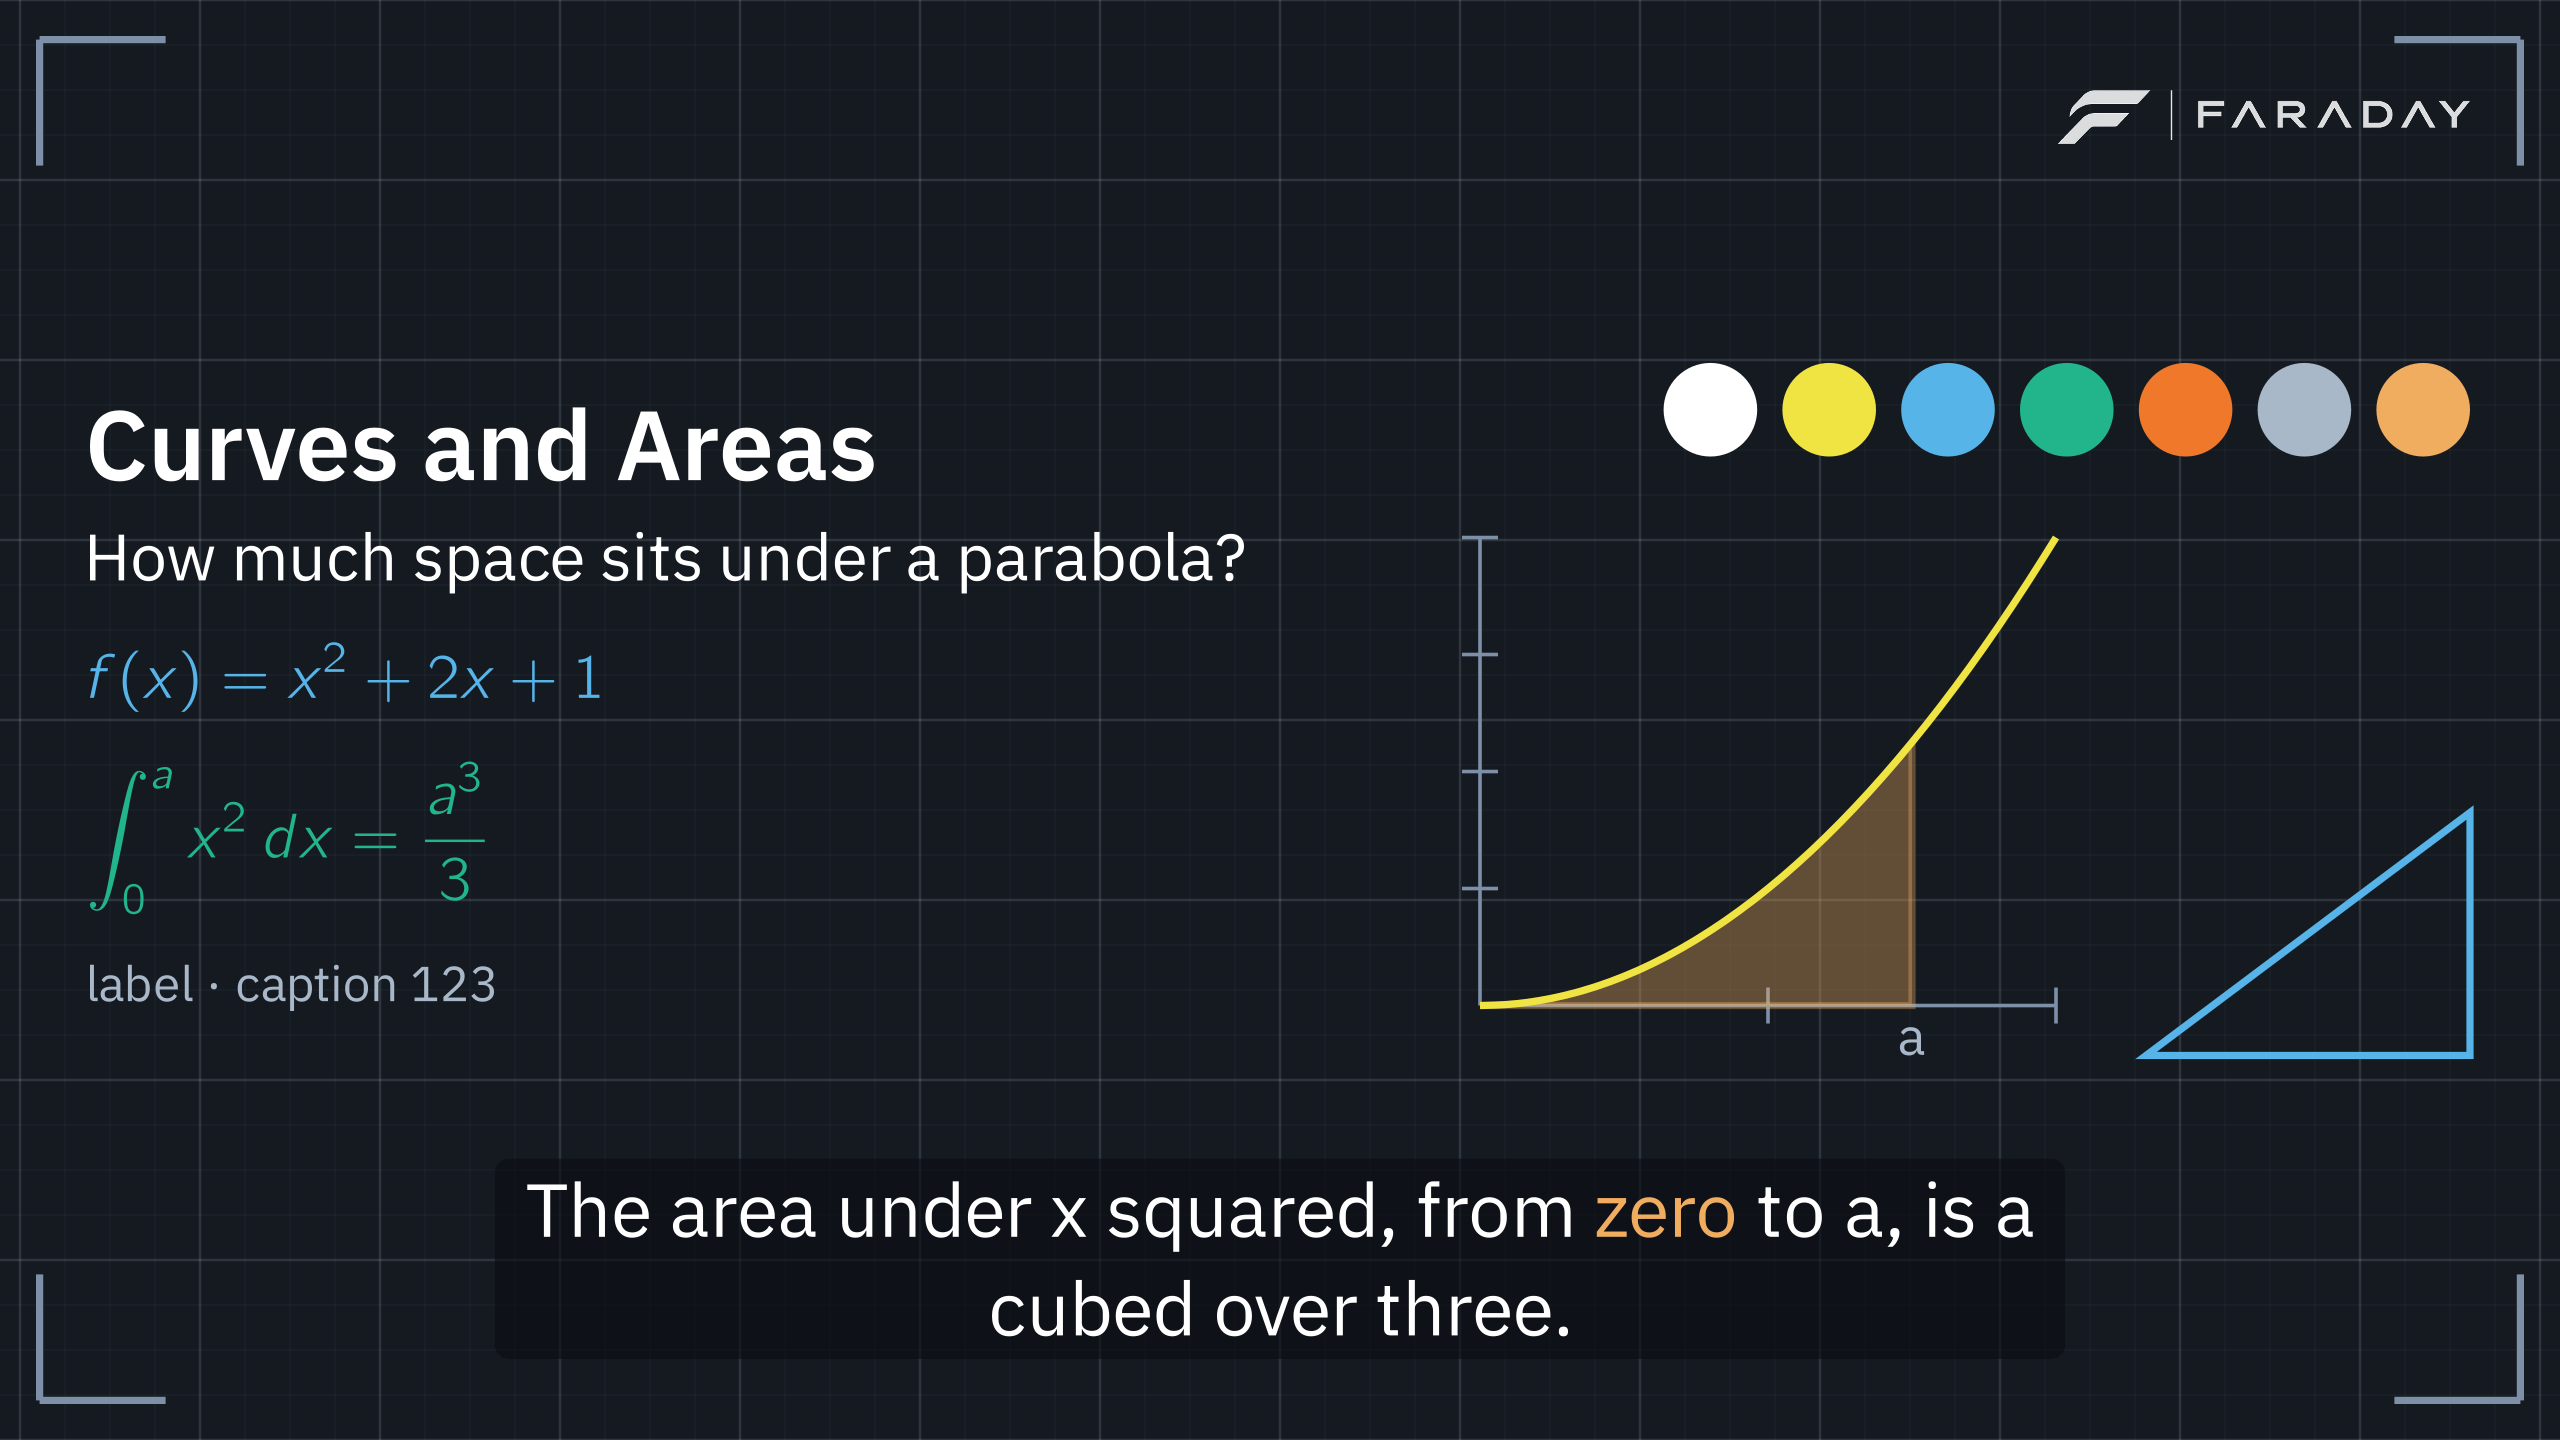 FARADAY
Curves and Areas
How much space sits under a parabola?
f(x) = x² + 2x + 1
∫₀ᵃ x² dx = a³/3
label · caption 123
a
The area under x squared, from zero to a, is a
cubed over three.